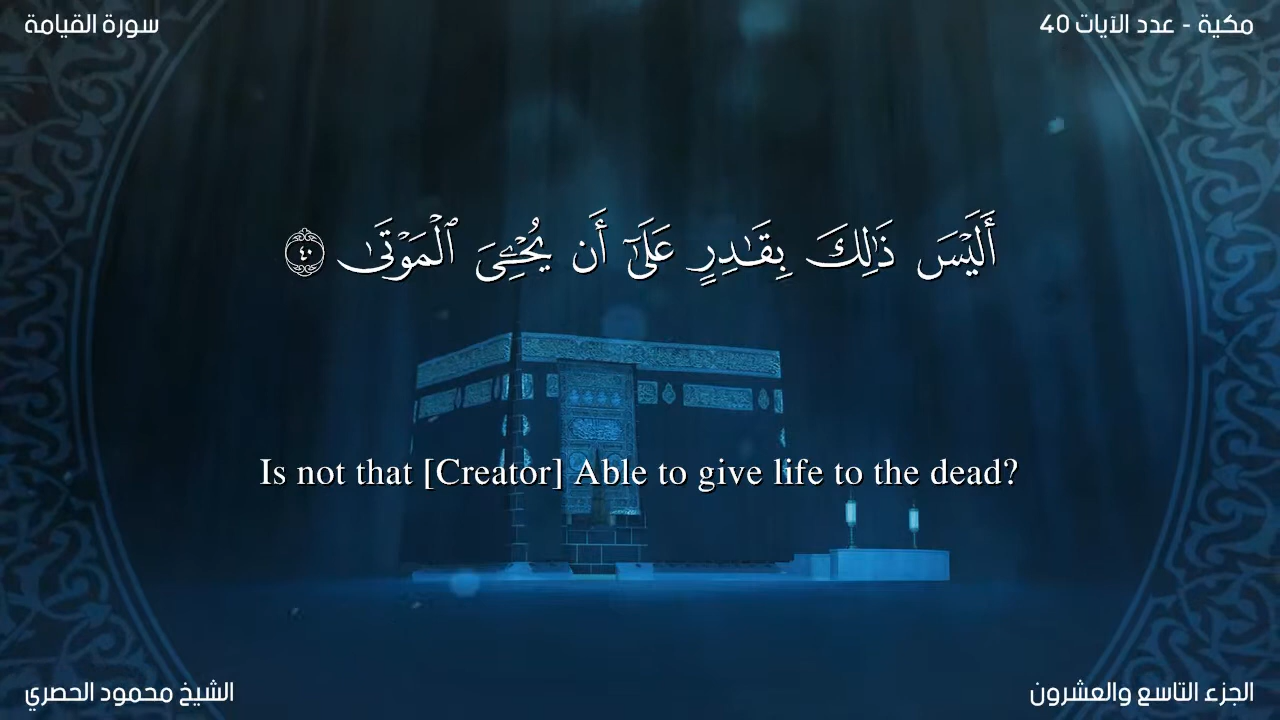 مكية - عدد الآيات 40
سورة القيامة
أَلَيْسَ ذَٰلِكَ بِقَـٰدِرٍ عَلَىٰٓ أَن يُحْـِۧىَ ٱلْمَوْتَىٰ ٤٠
Is not that [Creator] Able to give life to the dead?
الجزء التاسع والعشرون
الشيخ محمود الحصري